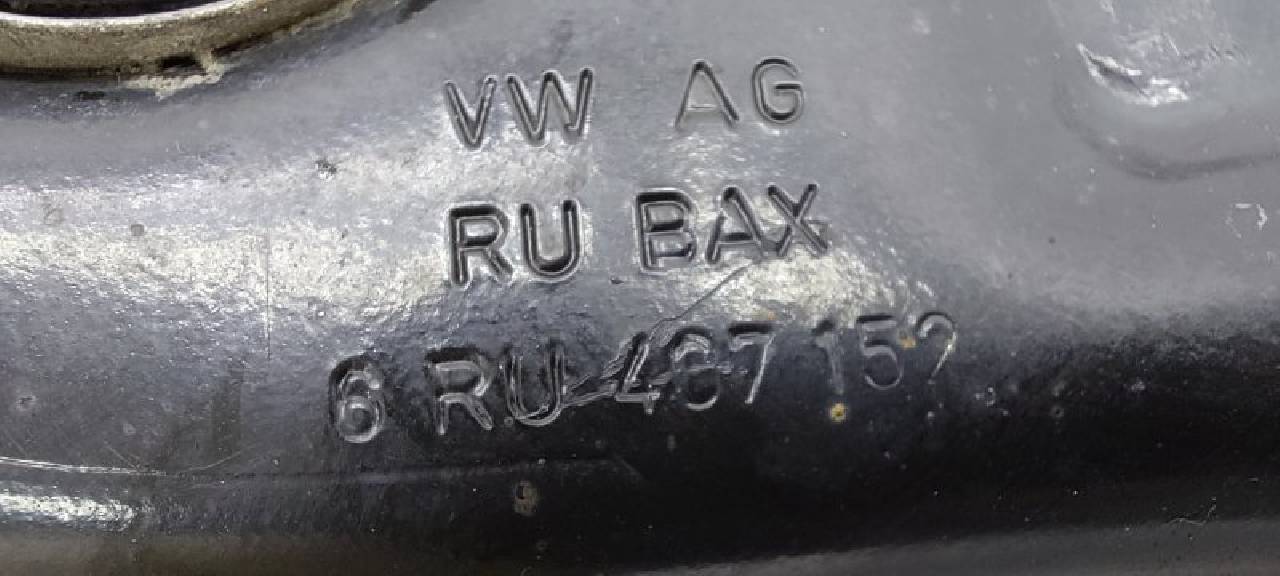 VW AG
RU BAX
6 RU 407 152